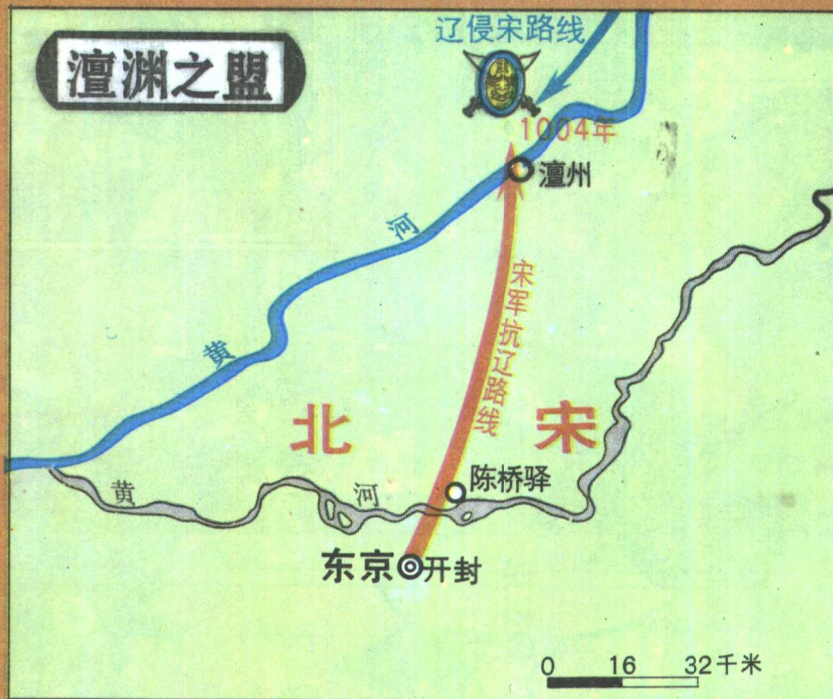 澶渊之盟
辽侵宋路线
1004年
澶州
黄河
宋军抗辽路线
北宋
陈桥驿
黄河
东京
开封
0 16 32千米